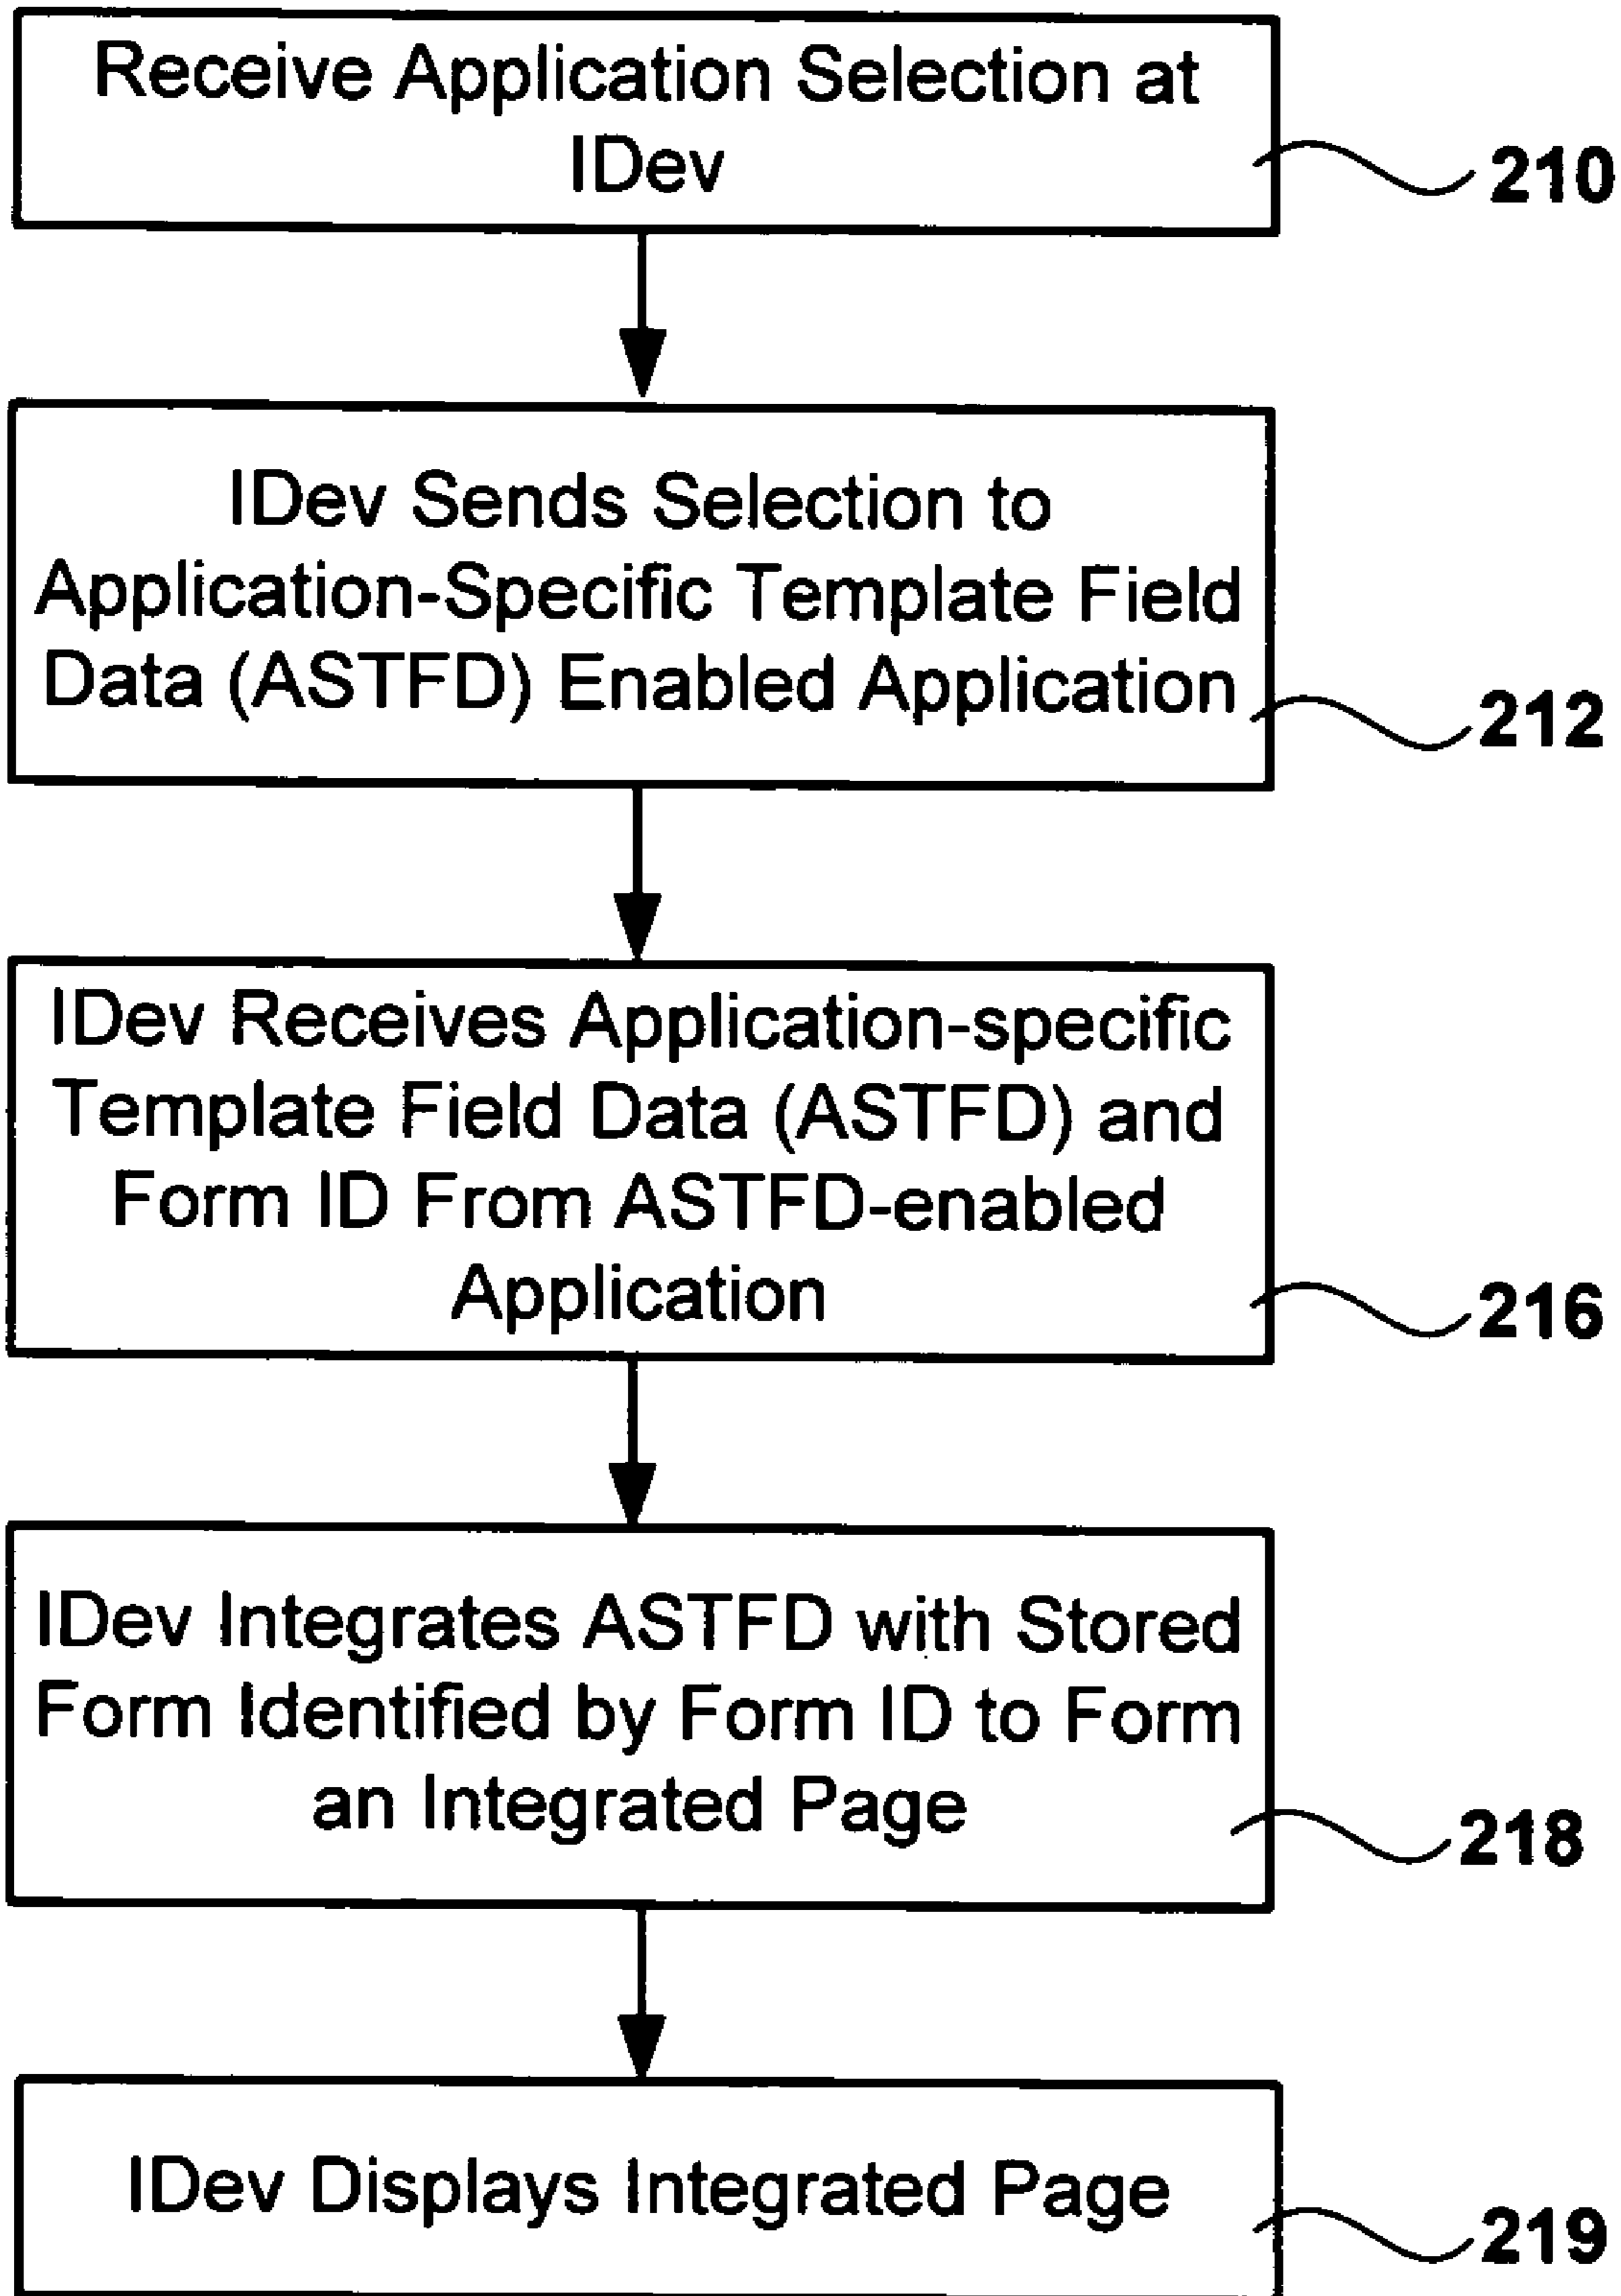 Receive Application Selection at
IDev
210
IDev Sends Selection to
Application-Specific Template Field
Data (ASTFD) Enabled Application
212
IDev Receives Application-specific
Template Field Data (ASTFD) and
Form ID From ASTFD-enabled
Application
216
IDev Integrates ASTFD with Stored
Form Identified by Form ID to Form
an Integrated Page
218
IDev Displays Integrated Page
219